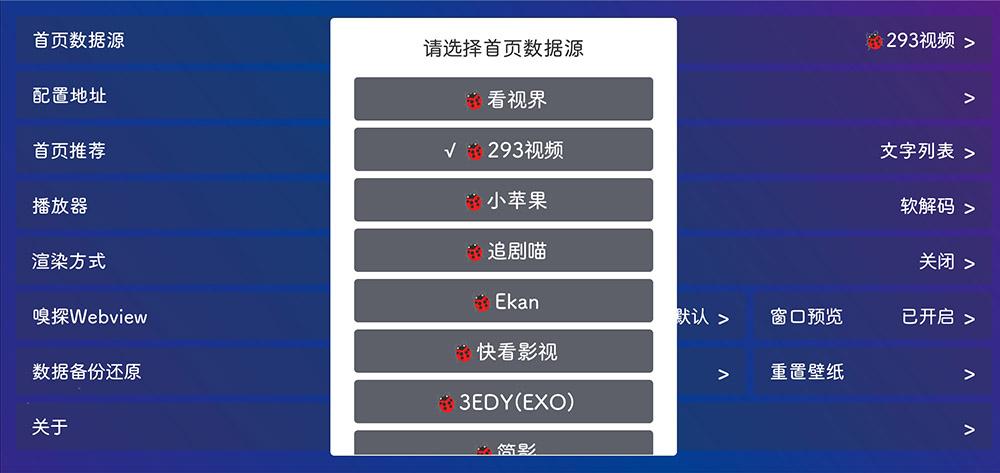 首页数据源
🐞293视频 >
配置地址
>
首页推荐
文字列表 >
播放器
软解码 >
渲染方式
关闭 >
嗅探Webview
默认 >
窗口预览
已开启 >
数据备份还原
>
重置壁纸
>
关于
>
请选择首页数据源
🐞看视界
√ 🐞293视频
🐞小苹果
🐞追剧喵
🐞Ekan
🐞快看影视
🐞3EDY(EXO)
🐞简影